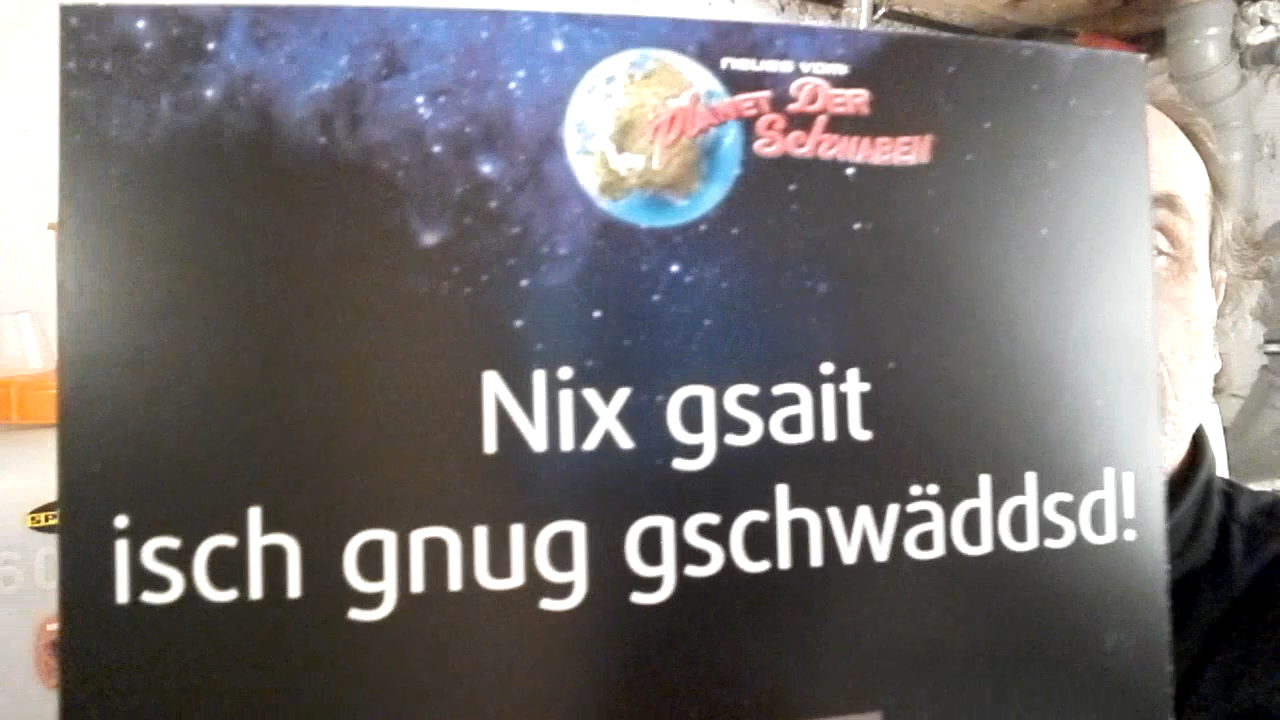 neues vom
Planet Der
Schwaben
Nix gsait
isch gnug gschwäddsd!